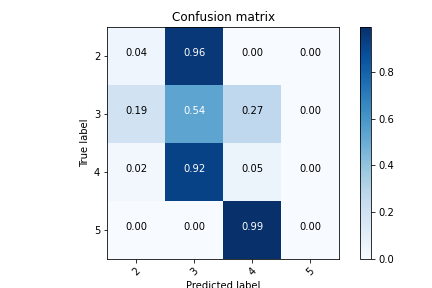 Confusion matrix
2 0.04 0.96 0.00 0.00
3 0.19 0.54 0.27 0.00
4 0.02 0.92 0.05 0.00
5 0.00 0.00 0.99 0.00
2 3 4 5
True label
Predicted label
0.8
0.6
0.4
0.2
0.0